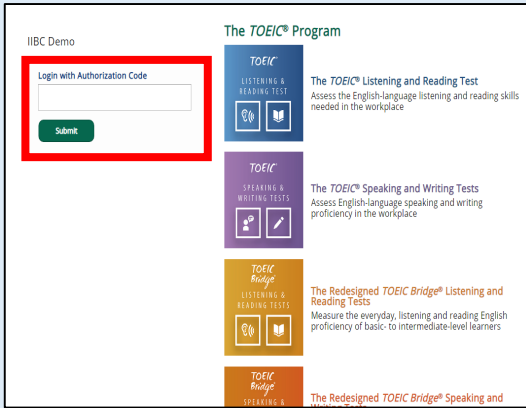 IIBC Demo
Login with Authorization Code
Submit
The TOEIC® Program
TOEIC®
LISTENING &
READING TEST
The TOEIC® Listening and Reading Test
Assess the English-language listening and reading skills
needed in the workplace
TOEIC®
SPEAKING &
WRITING TESTS
The TOEIC® Speaking and Writing Tests
Assess English-language speaking and writing
proficiency in the workplace
TOEIC
Bridge®
LISTENING &
READING TESTS
The Redesigned TOEIC Bridge® Listening and
Reading Tests
Measure the everyday, listening and reading English
proficiency of basic- to intermediate-level learners
TOEIC
Bridge®
SPEAKING &
The Redesigned TOEIC Bridge® Speaking and
Writing Tests